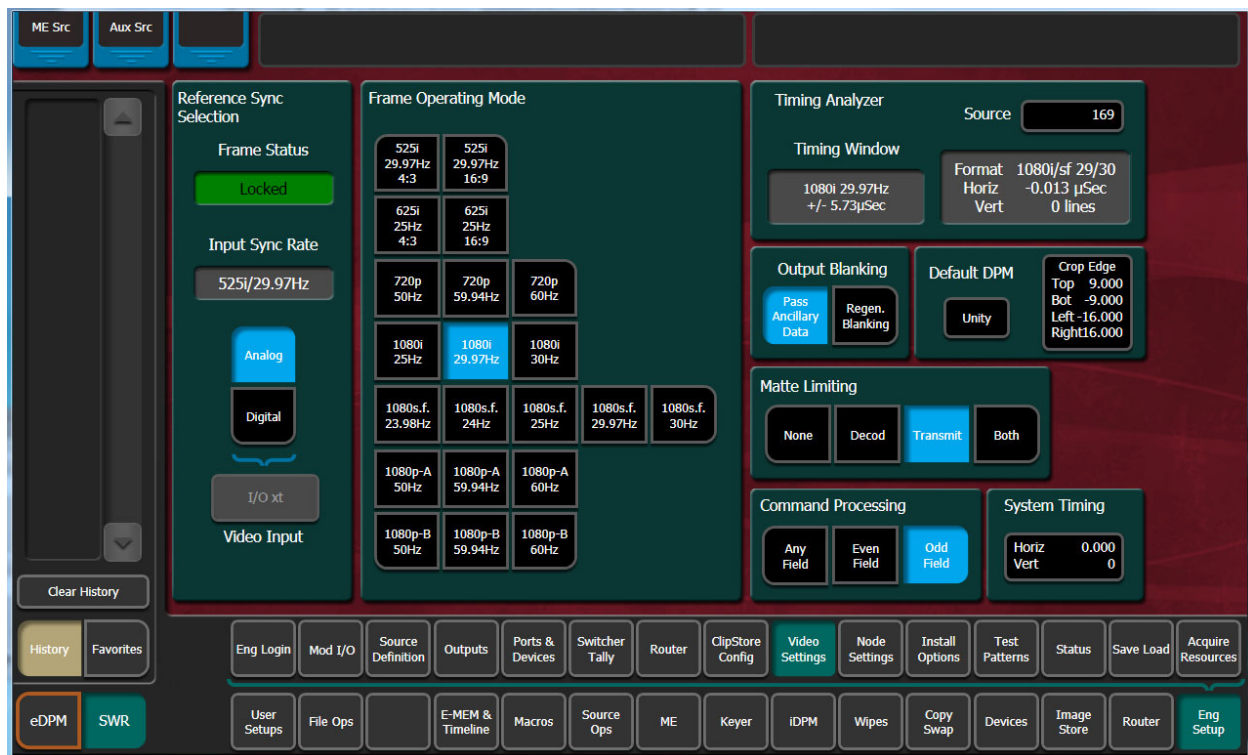 ME Src
Aux Src
Reference Sync
Selection
Frame Status
Locked
Input Sync Rate
525i/29.97Hz
Analog
Digital
I/O xt
Video Input
Frame Operating Mode
525i
29.97Hz
4:3
525i
29.97Hz
16:9
625i
25Hz
4:3
625i
25Hz
16:9
720p
50Hz
720p
59.94Hz
720p
60Hz
1080i
25Hz
1080i
29.97Hz
1080i
30Hz
1080s.f.
23.98Hz
1080s.f.
24Hz
1080s.f.
25Hz
1080s.f.
29.97Hz
1080s.f.
30Hz
1080p-A
50Hz
1080p-A
59.94Hz
1080p-A
60Hz
1080p-B
50Hz
1080p-B
59.94Hz
1080p-B
60Hz
Timing Analyzer
Source 169
Timing Window
1080i 29.97Hz
+/- 5.73µSec
Format 1080i/sf 29/30
Horiz -0.013 µSec
Vert 0 lines
Output Blanking
Pass
Ancillary
Data
Regen.
Blanking
Default DPM
Unity
Crop Edge
Top 9.000
Bot -9.000
Left -16.000
Right16.000
Matte Limiting
None
Decod
Transmit
Both
Command Processing
Any
Field
Even
Field
Odd
Field
System Timing
Horiz 0.000
Vert 0
Clear History
History
Favorites
Eng Login
Mod I/O
Source
Definition
Outputs
Ports &
Devices
Switcher
Tally
Router
ClipStore
Config
Video
Settings
Node
Settings
Install
Options
Test
Patterns
Status
Save Load
Acquire
Resources
eDPM
SWR
User
Setups
File Ops
E-MEM &
Timeline
Macros
Source
Ops
ME
Keyer
iDPM
Wipes
Copy
Swap
Devices
Image
Store
Router
Eng
Setup